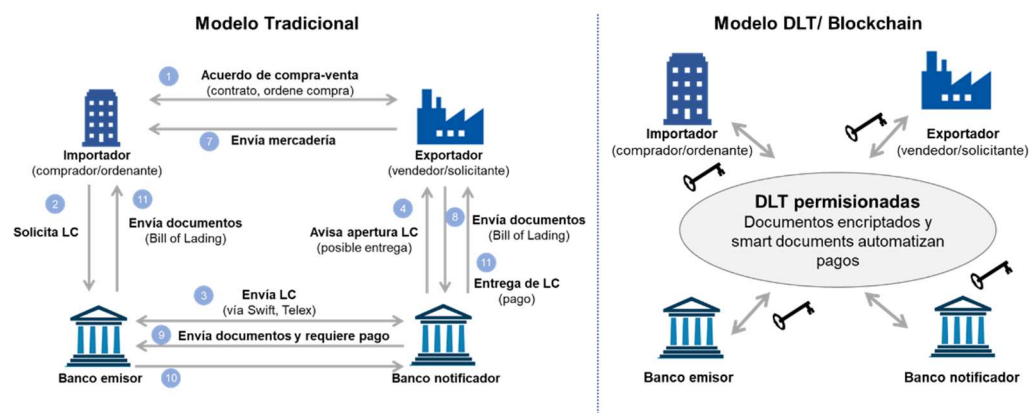 Modelo Tradicional
1
Acuerdo de compra-venta
(contrato, ordene compra)
7
Envía mercadería
Importador
(comprador/ordenante)
Exportador
(vendedor/solicitante)
2
Solicita LC
11
Envía documentos
(Bill of Lading)
4
Avisa apertura LC
(posible entrega)
8
Envía documentos
(Bill of Lading)
11
Entrega de LC
(pago)
3
Envía LC
(vía Swift, Telex)
9
Envía documentos y requiere pago
10
Banco emisor
Banco notificador
Modelo DLT/ Blockchain
Importador
(comprador/ordenante)
Exportador
(vendedor/solicitante)
DLT permisionadas
Documentos encriptados y
smart documents automatizan
pagos
Banco emisor
Banco notificador